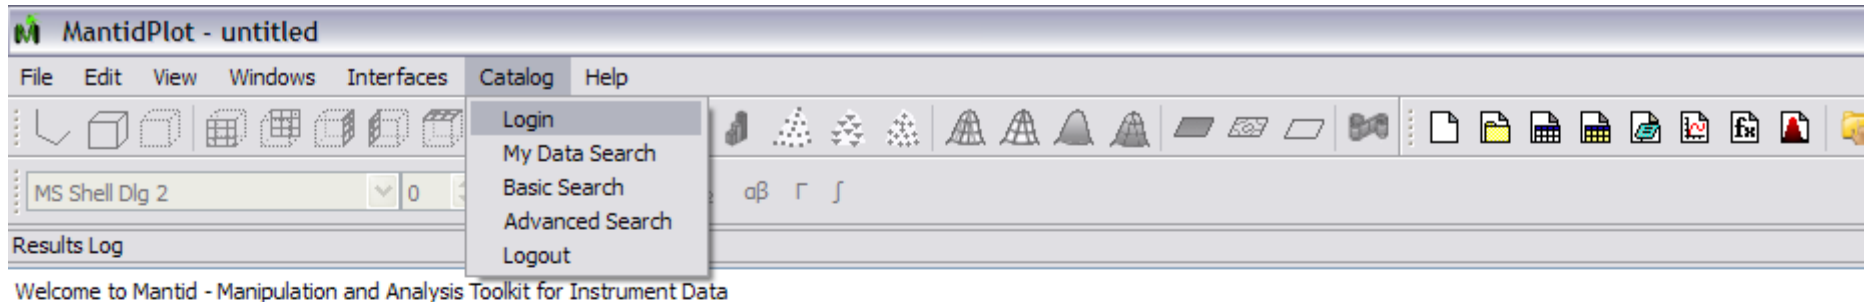 MantidPlot - untitled
File Edit View Windows Interfaces Catalog Help
Login
My Data Search
Basic Search
Advanced Search
Logout
MS Shell Dlg 2 0 αβ Γ ∫
Results Log
Welcome to Mantid - Manipulation and Analysis Toolkit for Instrument Data